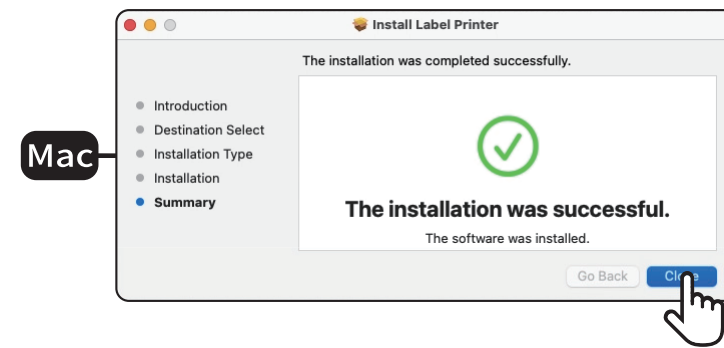 Install Label Printer
The installation was completed successfully.
Introduction
Destination Select
Installation Type
Installation
Summary
Mac
The installation was successful.
The software was installed.
Go Back